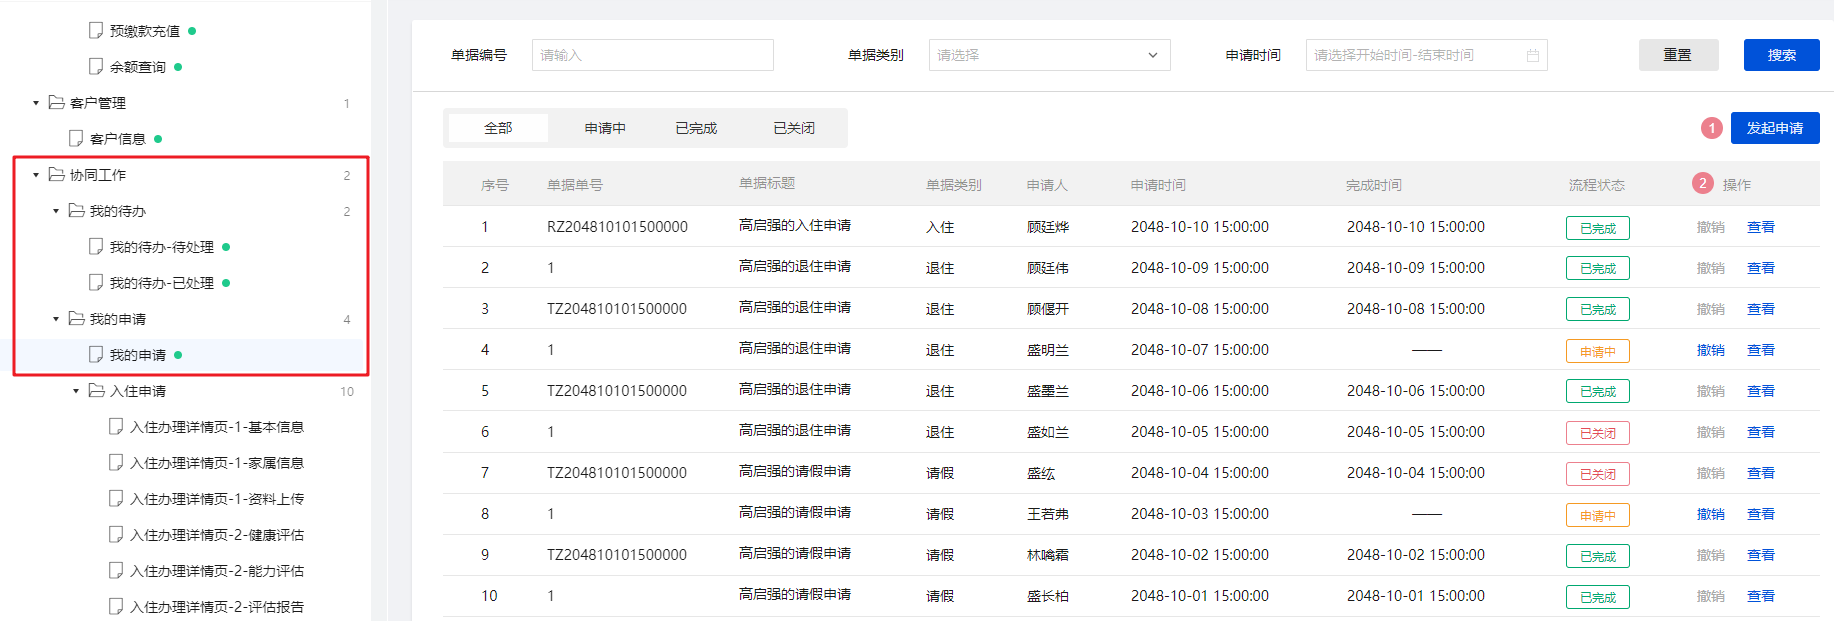 预缴款充值
余额查询
客户管理 1
客户信息
协同工作 2
我的待办 2
我的待办-待处理
我的待办-已处理
我的申请 4
我的申请
入住申请 10
入住办理详情页-1-基本信息
入住办理详情页-1-家属信息
入住办理详情页-1-资料上传
入住办理详情页-2-健康评估
入住办理详情页-2-能力评估
入住办理详情页-2-评估报告
单据编号 请输入 单据类别 请选择 申请时间 请选择开始时间-结束时间 重置 搜索
全部 申请中 已完成 已关闭 1 发起申请
序号 单据单号 单据标题 单据类别 申请人 申请时间 完成时间 流程状态 2 操作
1 RZ204810101500000 高启强的入住申请 入住 顾廷烨 2048-10-10 15:00:00 2048-10-10 15:00:00 已完成 撤销 查看
2 1 高启强的退住申请 退住 顾廷伟 2048-10-09 15:00:00 2048-10-09 15:00:00 已完成 撤销 查看
3 TZ204810101500000 高启强的退住申请 退住 顾偃开 2048-10-08 15:00:00 2048-10-08 15:00:00 已完成 撤销 查看
4 1 高启强的退住申请 退住 盛明兰 2048-10-07 15:00:00 —— 申请中 撤销 查看
5 TZ204810101500000 高启强的退住申请 退住 盛墨兰 2048-10-06 15:00:00 2048-10-06 15:00:00 已完成 撤销 查看
6 1 高启强的退住申请 退住 盛如兰 2048-10-05 15:00:00 2048-10-05 15:00:00 已关闭 撤销 查看
7 TZ204810101500000 高启强的请假申请 请假 盛纮 2048-10-04 15:00:00 2048-10-04 15:00:00 已关闭 撤销 查看
8 1 高启强的请假申请 请假 王若弗 2048-10-03 15:00:00 —— 申请中 撤销 查看
9 TZ204810101500000 高启强的请假申请 请假 林噙霜 2048-10-02 15:00:00 2048-10-02 15:00:00 已完成 撤销 查看
10 1 高启强的请假申请 请假 盛长柏 2048-10-01 15:00:00 2048-10-01 15:00:00 已完成 撤销 查看